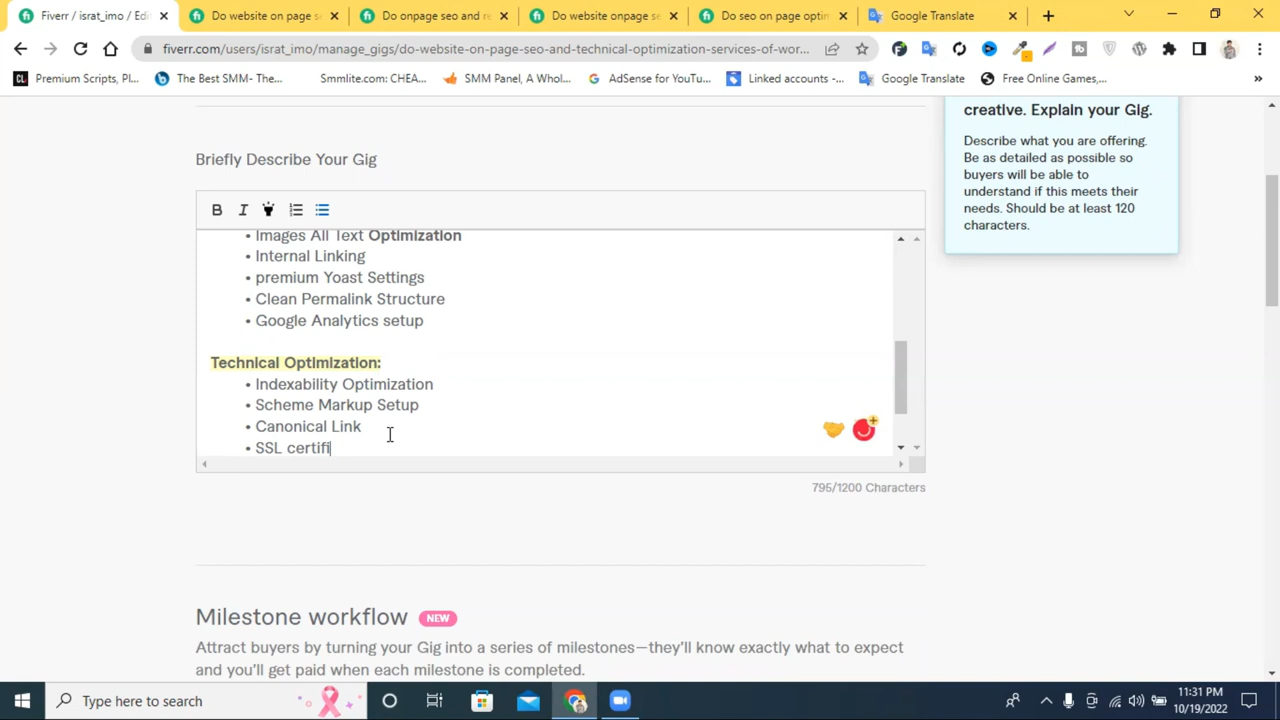 Fiverr / israt_imo / Edi
Do website on page s
Do onpage seo and re
Do website onpage se
Do seo on page optim
Google Translate
fiverr.com/users/israt_imo/manage_gigs/do-website-on-page-seo-and-technical-optimization-services-of-wor...
CL Premium Scripts, Pl...
The Best SMM- The...
Smmlite.com: CHEA...
SMM Panel, A Whol...
AdSense for YouTu...
Linked accounts -...
Google Translate
Free Online Games,...
»
creative. Explain your Gig.
Describe what you are offering.
Be as detailed as possible so
buyers will be able to
understand if this meets their
needs. Should be at least 120
characters.
Briefly Describe Your Gig
B I
• Images All Text Optimization
• Internal Linking
• premium Yoast Settings
• Clean Permalink Structure
• Google Analytics setup
Technical Optimization:
• Indexability Optimization
• Scheme Markup Setup
• Canonical Link
• SSL certifi
795/1200 Characters
Milestone workflow NEW
Attract buyers by turning your Gig into a series of milestones—they'll know exactly what to expect
and you'll get paid when each milestone is completed.
Type here to search
11:31 PM
10/19/2022